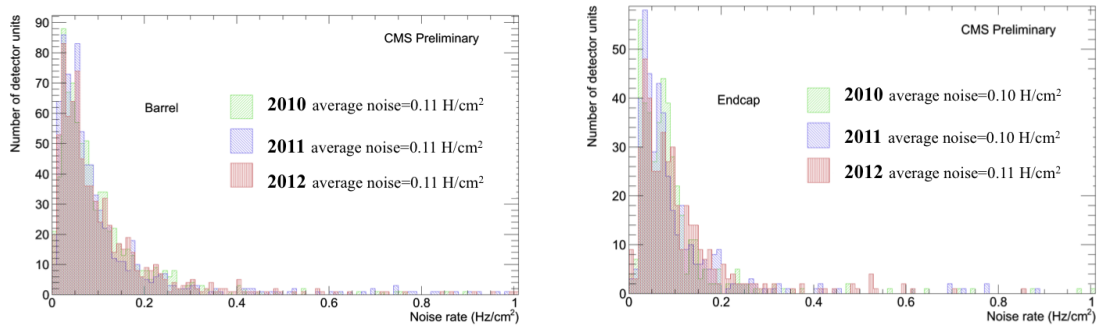 Number of detector units
90
80
70
60
50
40
30
20
10
0
CMS Preliminary
Barrel
2010 average noise=0.11 H/cm²
2011 average noise=0.11 H/cm²
2012 average noise=0.11 H/cm²
0 0.2 0.4 0.6 0.8 1
Noise rate (Hz/cm²)
Number of detector units
50
40
30
20
10
0
CMS Preliminary
Endcap
2010 average noise=0.10 H/cm²
2011 average noise=0.10 H/cm²
2012 average noise=0.11 H/cm²
0 0.2 0.4 0.6 0.8 1
Noise rate (Hz/cm²)